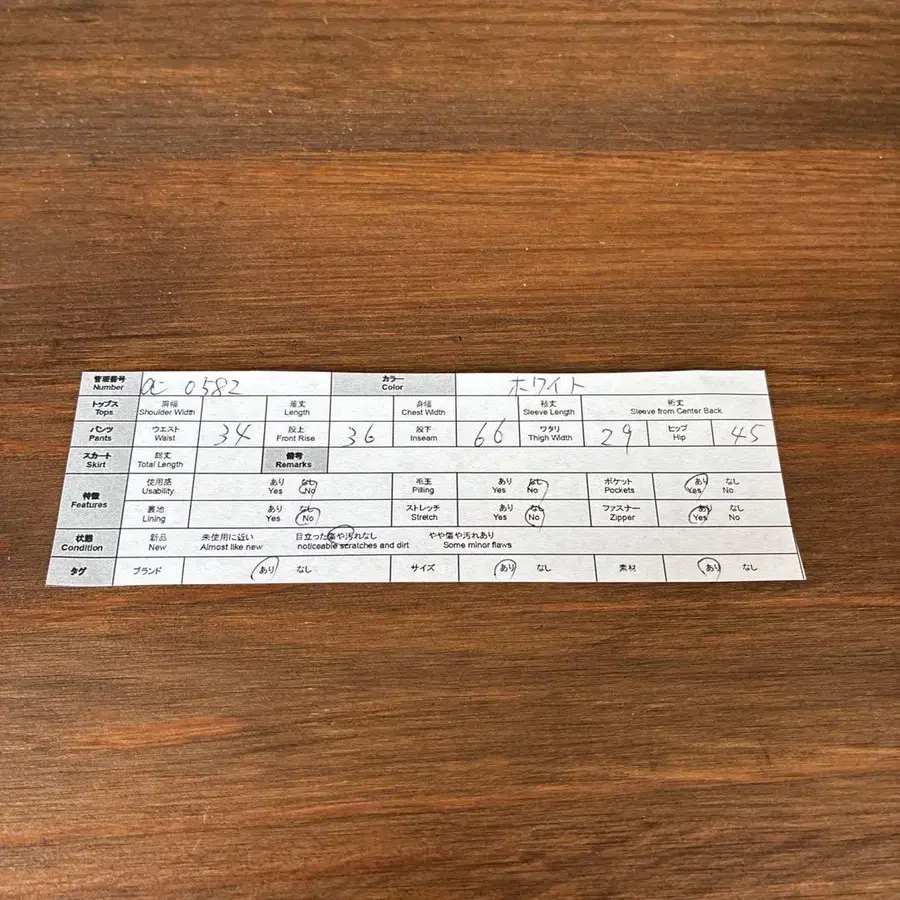 管理番号 0582 カラー ホワイト
Number Color
トップス 肩幅 着丈 身幅 袖丈 裄丈
Tops Shoulder Width Length Chest Width Sleeve Length Sleeve from Center Back
パンツ ウエスト 34 股上 36 股下 66 ワタリ 29 ヒップ 45
Pants Waist Front Rise Inseam Thigh Width Hip
スカート 総丈 備考
Skirt Total Length Remarks
使用感 あり なし 毛玉 あり なし ポケット あり なし
Usability Yes No Pilling Yes No Pockets Yes No
特徴
Features
裏地 あり なし ストレッチ あり なし ファスナー あり なし
Lining Yes No Stretch Yes No Zipper Yes No
状態 新品 未使用に近い 目立った傷や汚れなし やや傷や汚れあり
Condition New Almost like new noticeable scratches and dirt Some minor flaws
タグ ブランド あり なし サイズ あり なし 素材 あり なし